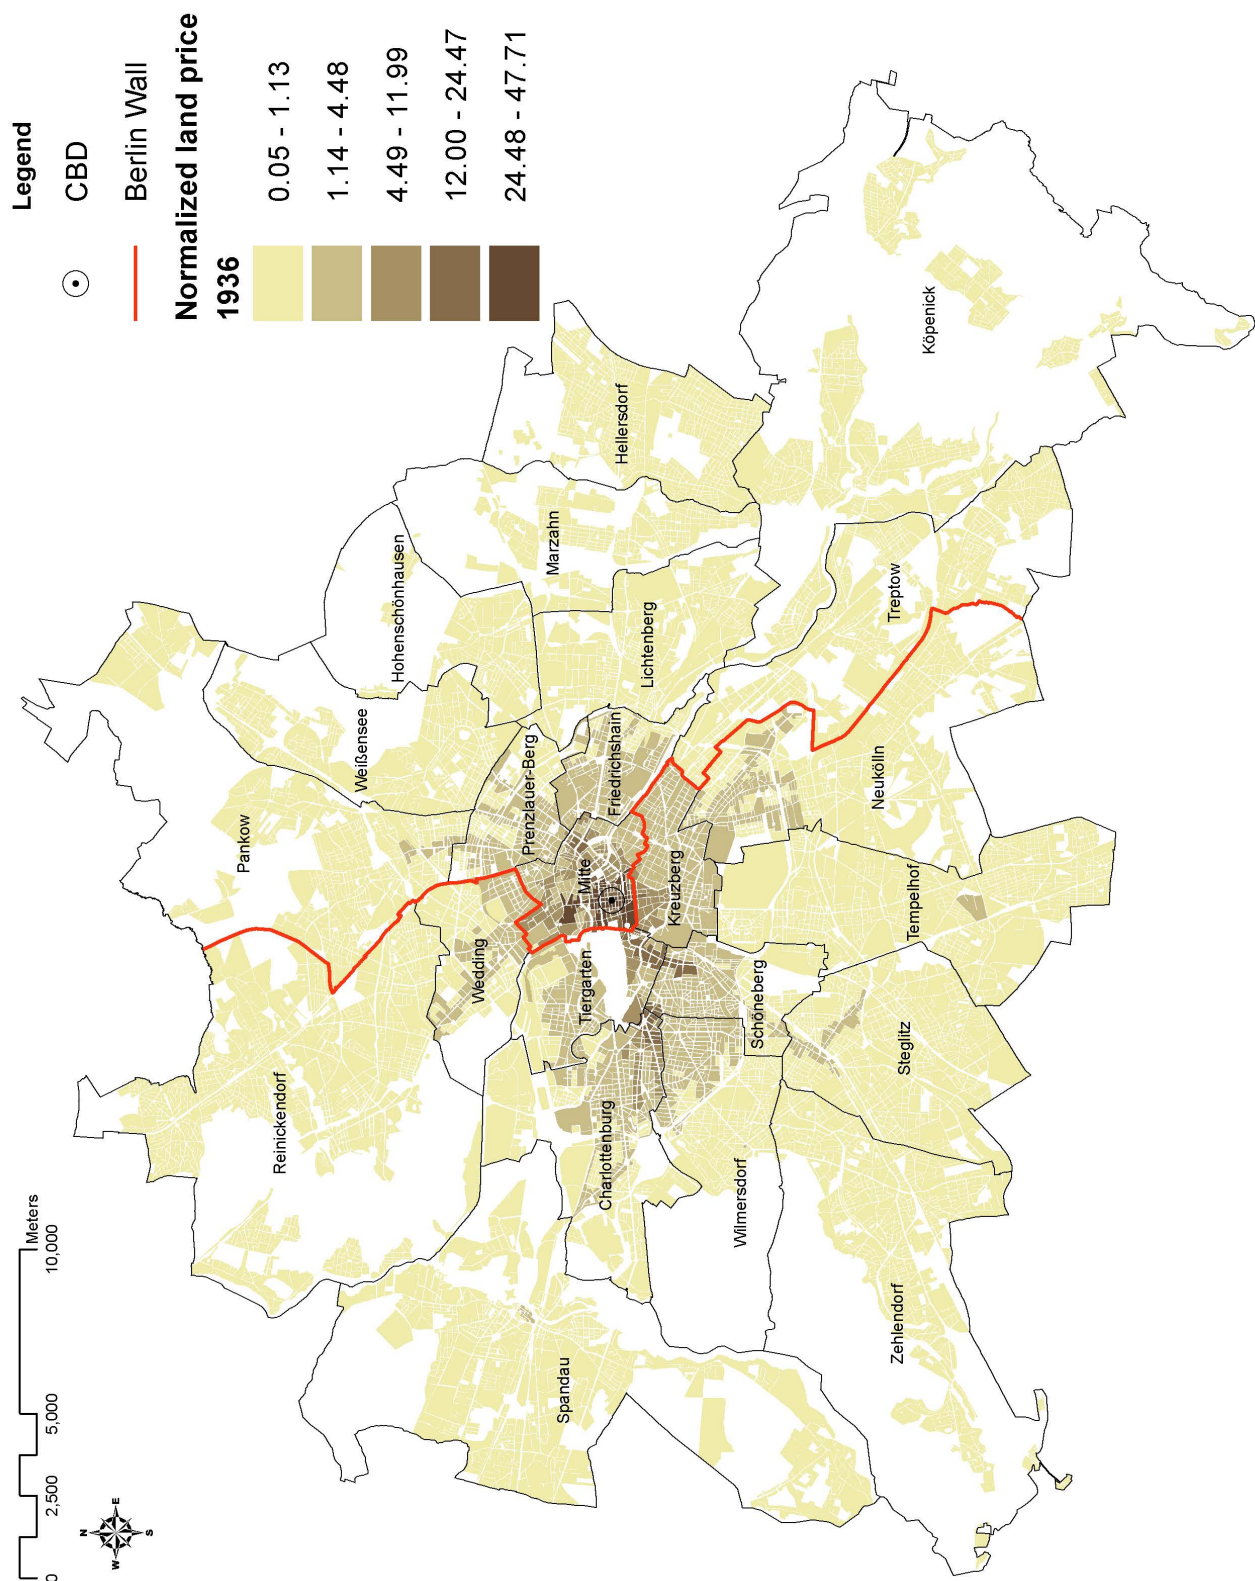 Legend
CBD
Berlin Wall
Normalized land price
1936
0.05 - 1.13
1.14 - 4.48
4.49 - 11.99
12.00 - 24.47
24.48 - 47.71
0 2,500 5,000 10,000
Meters
N
W E
S
Pankow
Reinickendorf
Weißensee
Hohenschönhausen
Wedding
Prenzlauer-Berg
Marzahn
Hellersdorf
Spandau
Charlottenburg
Tiergarten
Mitte
Friedrichshain
Lichtenberg
Kreuzberg
Wilmersdorf
Schöneberg
Zehlendorf
Steglitz
Tempelhof
Neukölln
Treptow
Köpenick